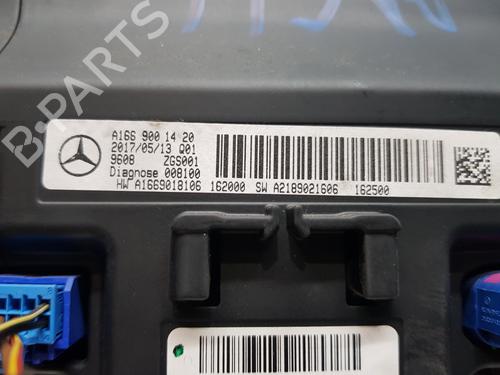 A166 900 14 20
2017/05/13 Q01
9608 ZGS001
Diagnose 008100
HW A1669018106 162000 SW A2189021606 162500
B-PARTS